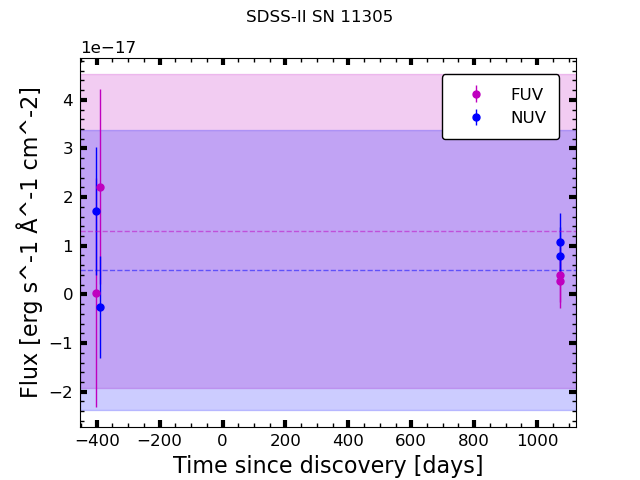 SDSS-II SN 11305
1e−17
FUV
NUV
4
3
2
1
0
−1
−2
Flux [erg s^-1 Å^-1 cm^-2]
−400
−200
0
200
400
600
800
1000
Time since discovery [days]